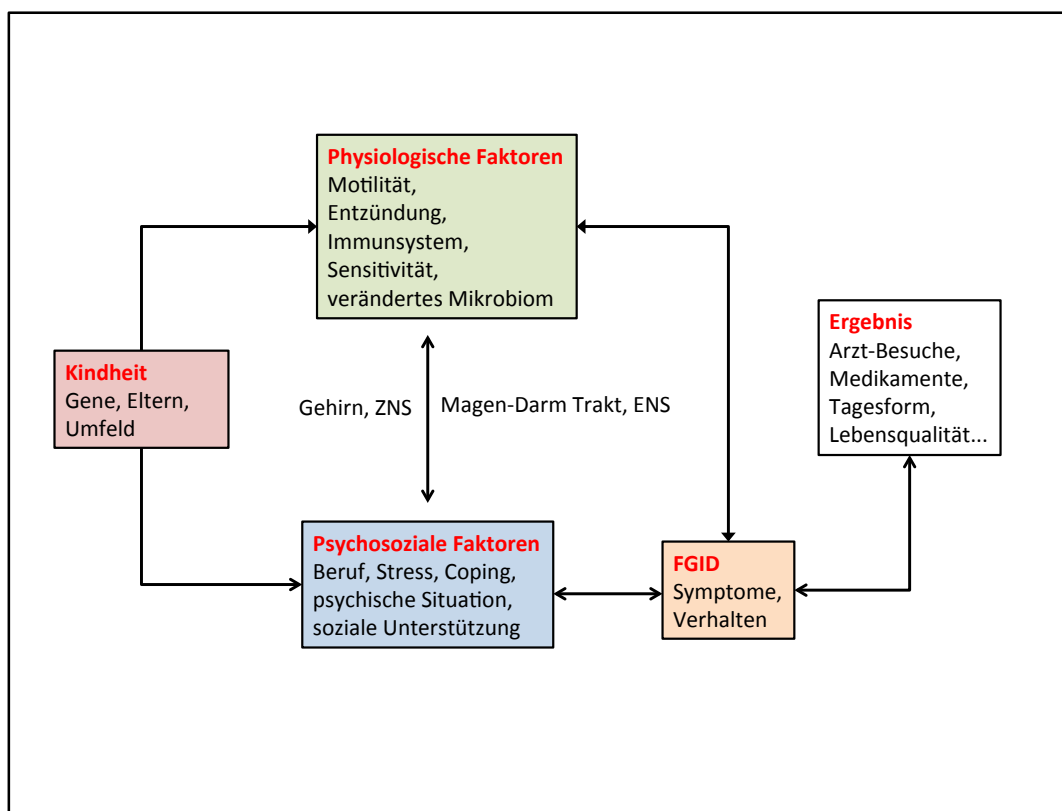 Physiologische Faktoren
Motilität,
Entzündung,
Immunsystem,
Sensitivität,
verändertes Mikrobiom
Kindheit
Gene, Eltern,
Umfeld
Gehirn, ZNS
Magen-Darm Trakt, ENS
Ergebnis
Arzt-Besuche,
Medikamente,
Tagesform,
Lebensqualität...
Psychosoziale Faktoren
Beruf, Stress, Coping,
psychische Situation,
soziale Unterstützung
FGID
Symptome,
Verhalten